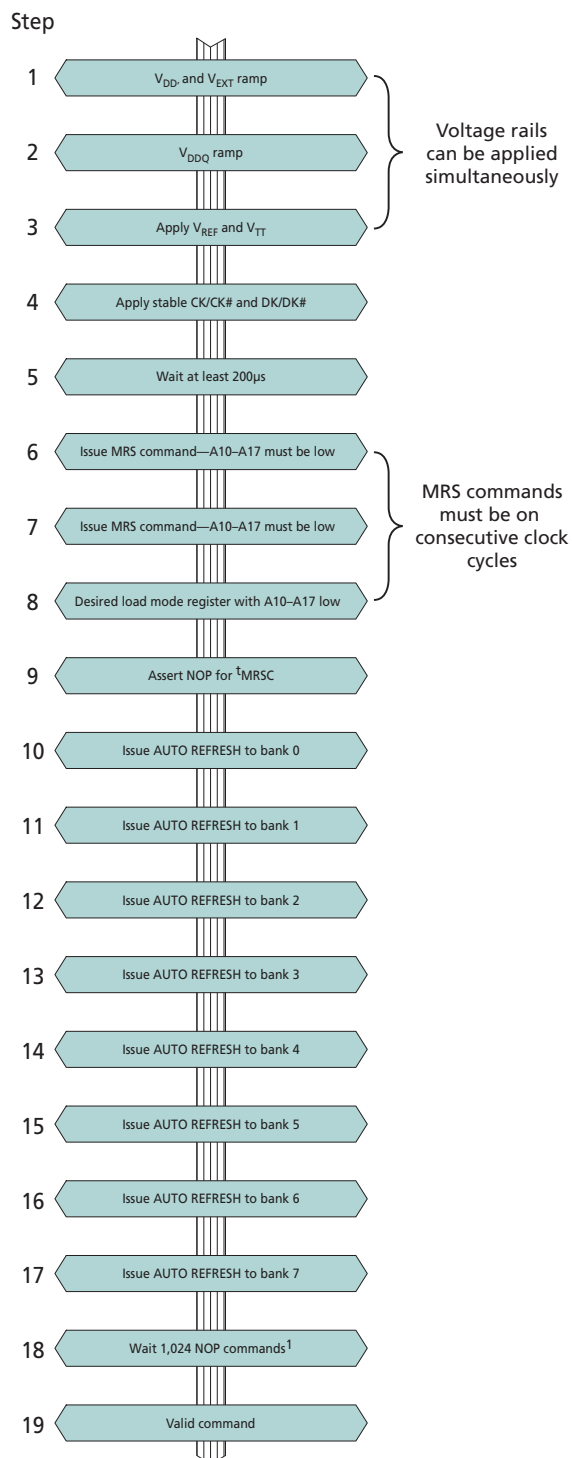 Step
1
V_DD, and V_EXT ramp
2
V_DDQ ramp
3
Apply V_REF and V_TT
Voltage rails
can be applied
simultaneously
4
Apply stable CK/CK# and DK/DK#
5
Wait at least 200µs
6
Issue MRS command—A10–A17 must be low
7
Issue MRS command—A10–A17 must be low
8
Desired load mode register with A10–A17 low
MRS commands
must be on
consecutive clock
cycles
9
Assert NOP for ᵗMRSC
10
Issue AUTO REFRESH to bank 0
11
Issue AUTO REFRESH to bank 1
12
Issue AUTO REFRESH to bank 2
13
Issue AUTO REFRESH to bank 3
14
Issue AUTO REFRESH to bank 4
15
Issue AUTO REFRESH to bank 5
16
Issue AUTO REFRESH to bank 6
17
Issue AUTO REFRESH to bank 7
18
Wait 1,024 NOP commands¹
19
Valid command